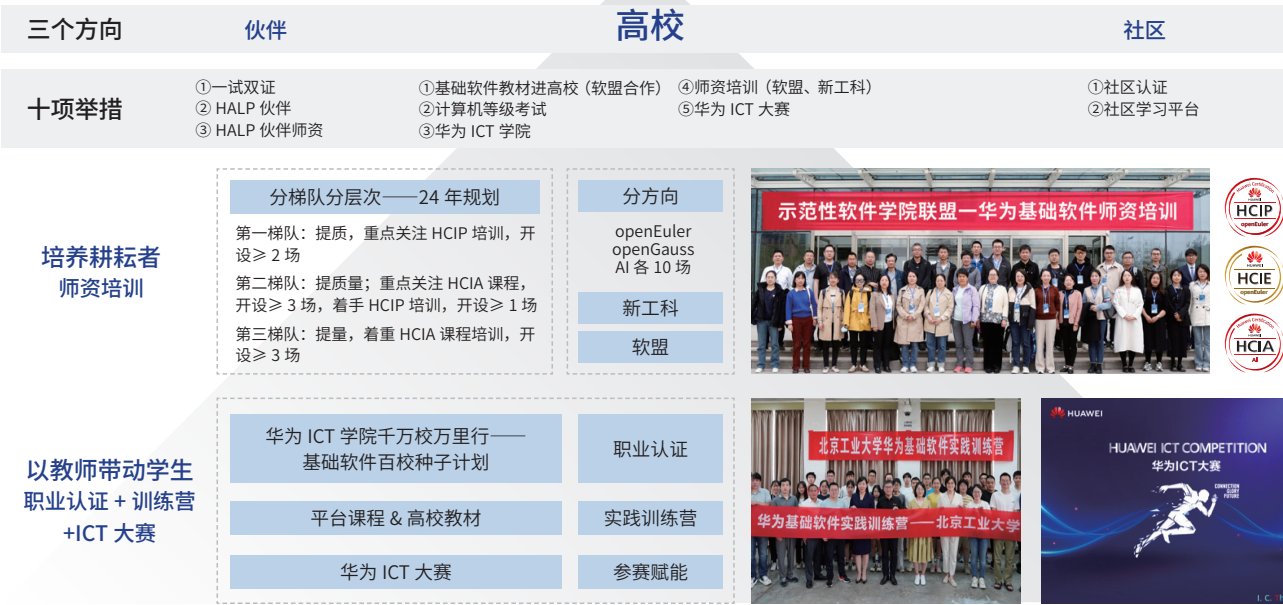 三个方向
伙伴
高校
社区
十项举措
①一试双证
② HALP 伙伴
③ HALP 伙伴师资
①基础软件教材进高校（软盟合作）
②计算机等级考试
③华为 ICT 学院
④师资培训（软盟、新工科）
⑤华为 ICT 大赛
①社区认证
②社区学习平台
培养耕耘者
师资培训
分梯队分层次——24 年规划
第一梯队：提质，重点关注 HCIP 培训，开
设≥ 2 场
第二梯队：提质量；重点关注 HCIA 课程，
开设≥ 3 场，着手 HCIP 培训，开设≥ 1 场
第三梯队：提量，着重 HCIA 课程培训，开
设≥ 3 场
分方向
openEuler
openGauss
AI 各 10 场
新工科
软盟
示范性软件学院联盟一华为基础软件师资培训
Huawei Certification
HUAWEI
HCIP
openEuler
HUAWEI
HCIE
openEuler
Huawei Certification
HUAWEI
HCIA
AI
以教师带动学生
职业认证 + 训练营
+ICT 大赛
华为 ICT 学院千万校万里行——
基础软件百校种子计划
职业认证
平台课程 & 高校教材
实践训练营
华为 ICT 大赛
参赛赋能
北京工业大学华为基础软件实践训练营
华为基础软件实践训练营——北京工业大学
HUAWEI
HUAWEI ICT COMPETITION
华为ICT大赛
CONNECTION
GLORY
FUTURE